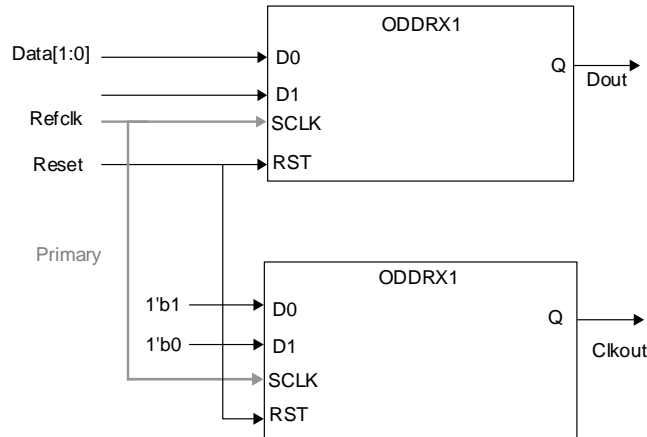 ODDRX1
Data[1:0]
D0
Q
Dout
D1
Refclk
SCLK
Reset
RST
Primary
ODDRX1
1'b1
D0
Q
1'b0
D1
Clkout
SCLK
RST